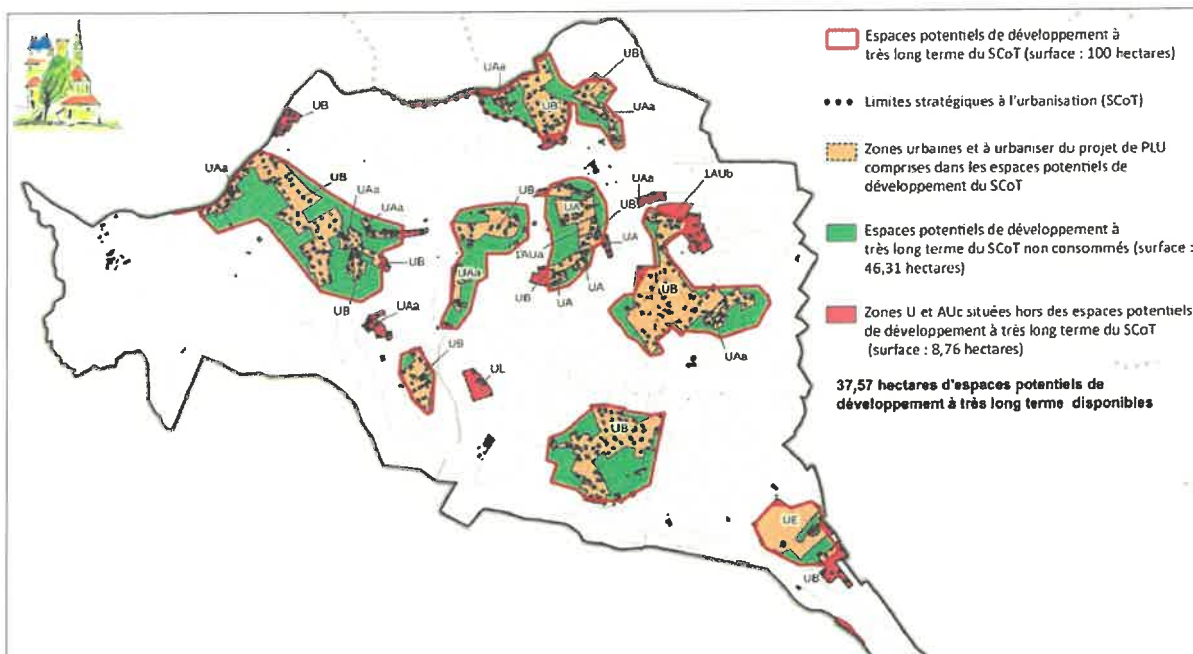 Espaces potentiels de développement à
très long terme du SCoT (surface : 100 hectares)
Limites stratégiques à l'urbanisation (SCoT)
Zones urbaines et à urbaniser du projet de PLU
comprises dans les espaces potentiels de
développement du SCoT
Espaces potentiels de développement à
très long terme du SCoT non consommés (surface :
46,31 hectares)
Zones U et AUc situées hors des espaces potentiels
de développement à très long terme du SCoT
(surface : 8,76 hectares)
37,57 hectares d'espaces potentiels de
développement à très long terme disponibles
UAa
UB
UB
UB
UAa
UAa
UB
UAa
UAa
UB
UB
UAa
UB
UAa
UB
UL
UB
UA
UB
1AUa
UA
UB
UA
UA
UAa
1AUb
UB
UAa
UB
UE
UB